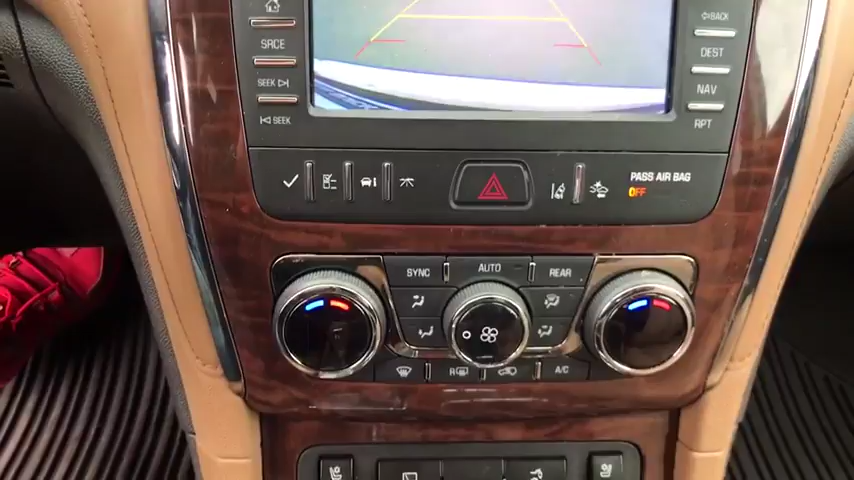 BACK
SRCE
DEST
SEEK
NAV
SEEK
RPT
PASS AIR BAG
OFF
SYNC
AUTO
REAR
R
A/C